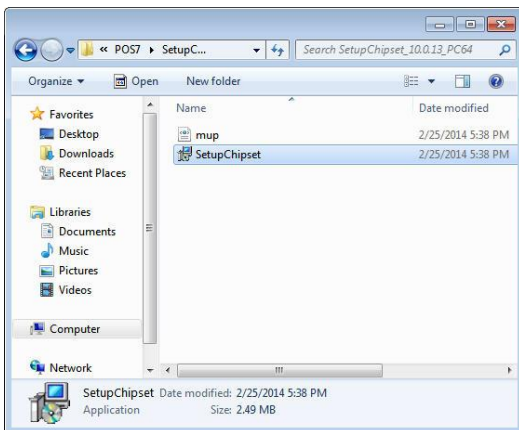 « POS7 ▸ SetupC...
Search SetupChipset_10.0.13_PC64
Organize
Open
New folder
Name
Date modified
Favorites
Desktop
Downloads
Recent Places
Libraries
Documents
Music
Pictures
Videos
Computer
Network
mup 2/25/2014 5:38 PM
SetupChipset 2/25/2014 5:38 PM
SetupChipset Date modified: 2/25/2014 5:38 PM
Application Size: 2.49 MB